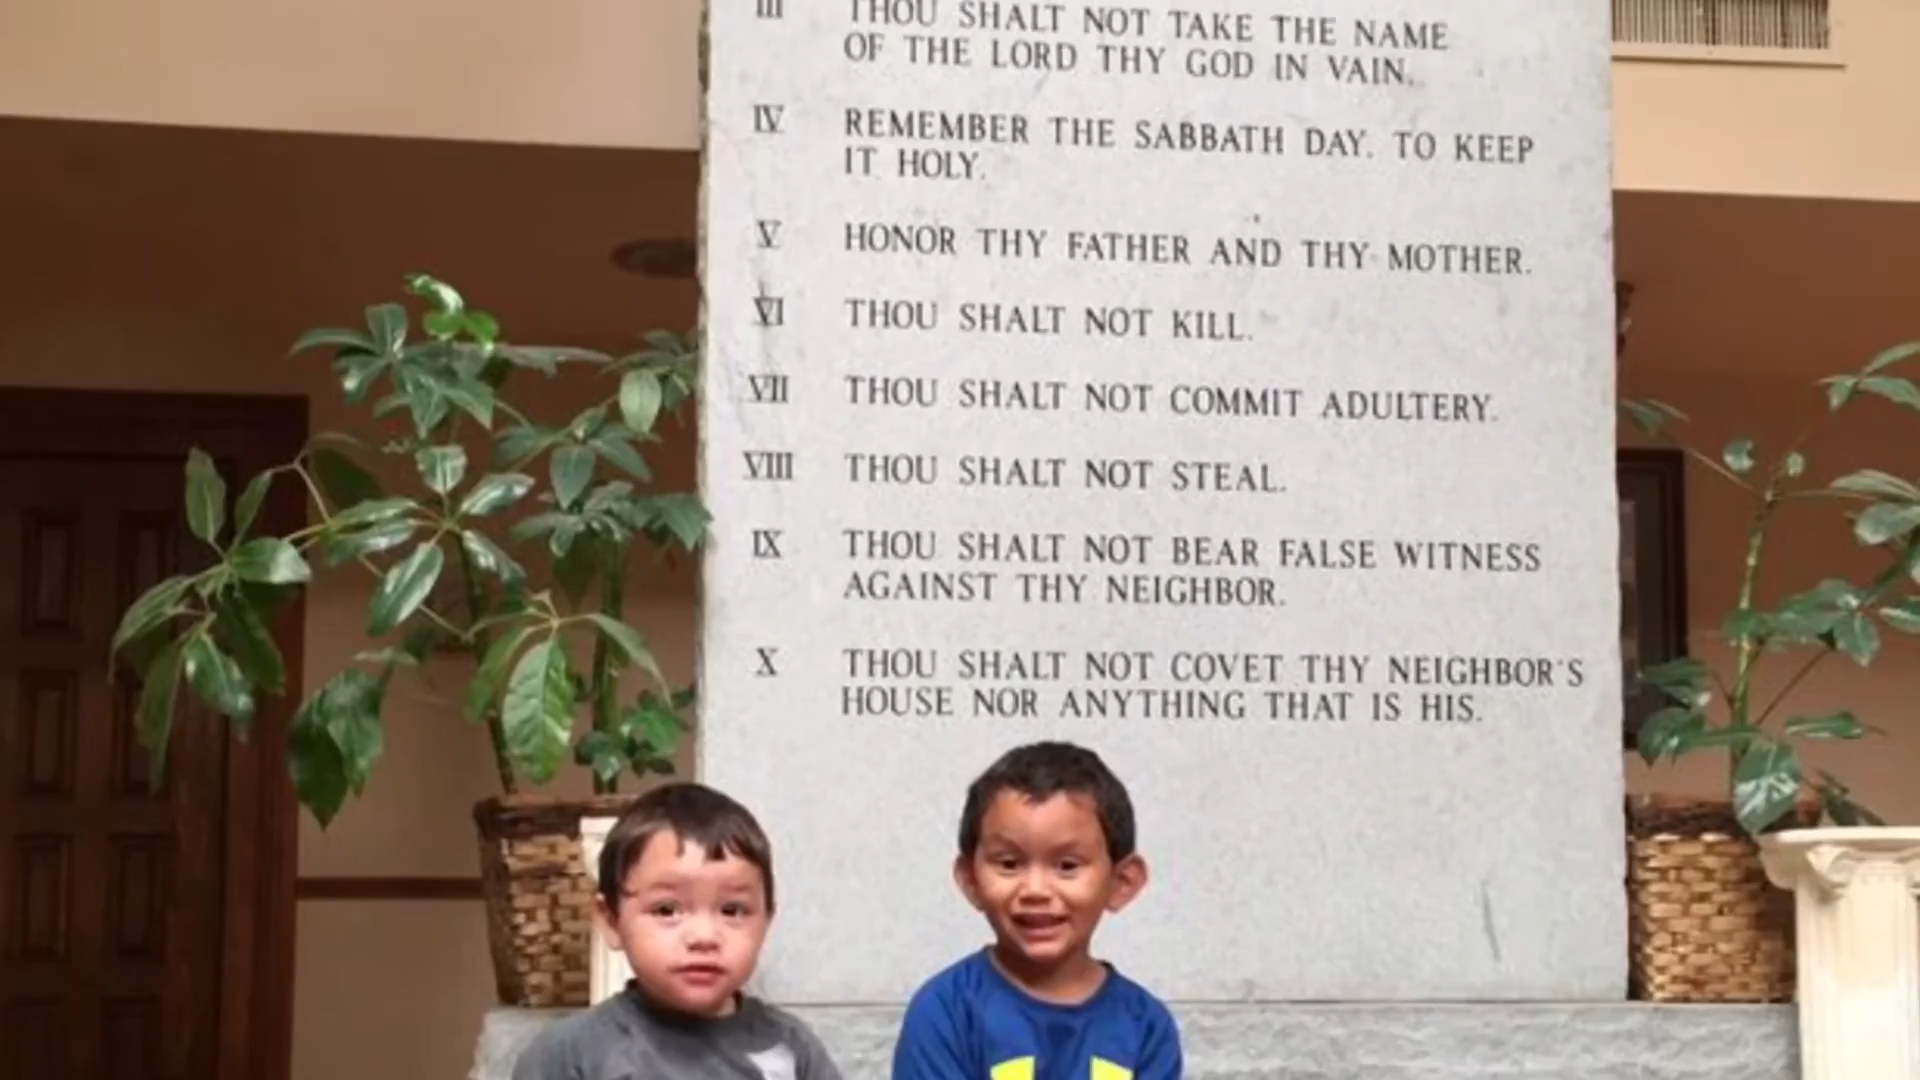 III THOU SHALT NOT TAKE THE NAME
OF THE LORD THY GOD IN VAIN.
IV REMEMBER THE SABBATH DAY. TO KEEP
IT HOLY.
V HONOR THY FATHER AND THY MOTHER.
VI THOU SHALT NOT KILL.
VII THOU SHALT NOT COMMIT ADULTERY.
VIII THOU SHALT NOT STEAL.
IX THOU SHALT NOT BEAR FALSE WITNESS
AGAINST THY NEIGHBOR.
X THOU SHALT NOT COVET THY NEIGHBOR'S
HOUSE NOR ANYTHING THAT IS HIS.